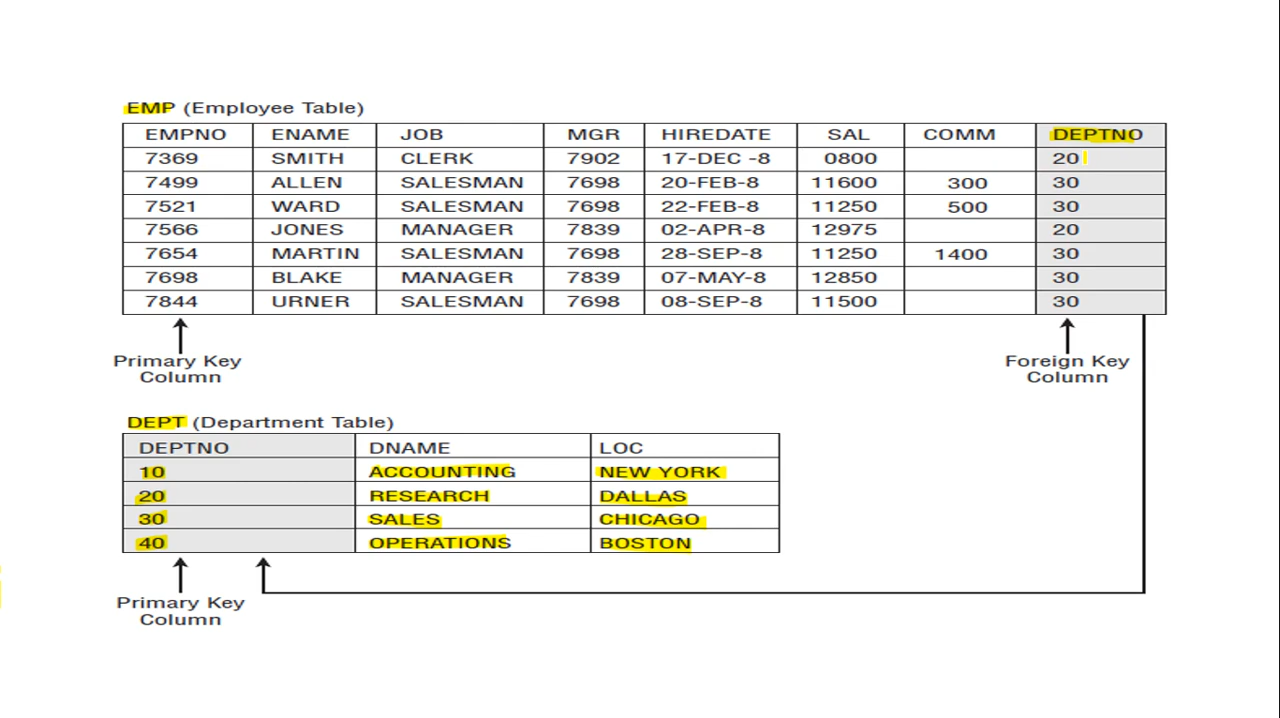 EMP (Employee Table)
EMPNO ENAME JOB MGR HIREDATE SAL COMM DEPTNO
7369 SMITH CLERK 7902 17-DEC -8 0800 20
7499 ALLEN SALESMAN 7698 20-FEB-8 11600 300 30
7521 WARD SALESMAN 7698 22-FEB-8 11250 500 30
7566 JONES MANAGER 7839 02-APR-8 12975 20
7654 MARTIN SALESMAN 7698 28-SEP-8 11250 1400 30
7698 BLAKE MANAGER 7839 07-MAY-8 12850 30
7844 URNER SALESMAN 7698 08-SEP-8 11500 30
Primary Key Foreign Key
Column Column
DEPT (Department Table)
DEPTNO DNAME LOC
10 ACCOUNTING NEW YORK
20 RESEARCH DALLAS
30 SALES CHICAGO
40 OPERATIONS BOSTON
Primary Key
Column